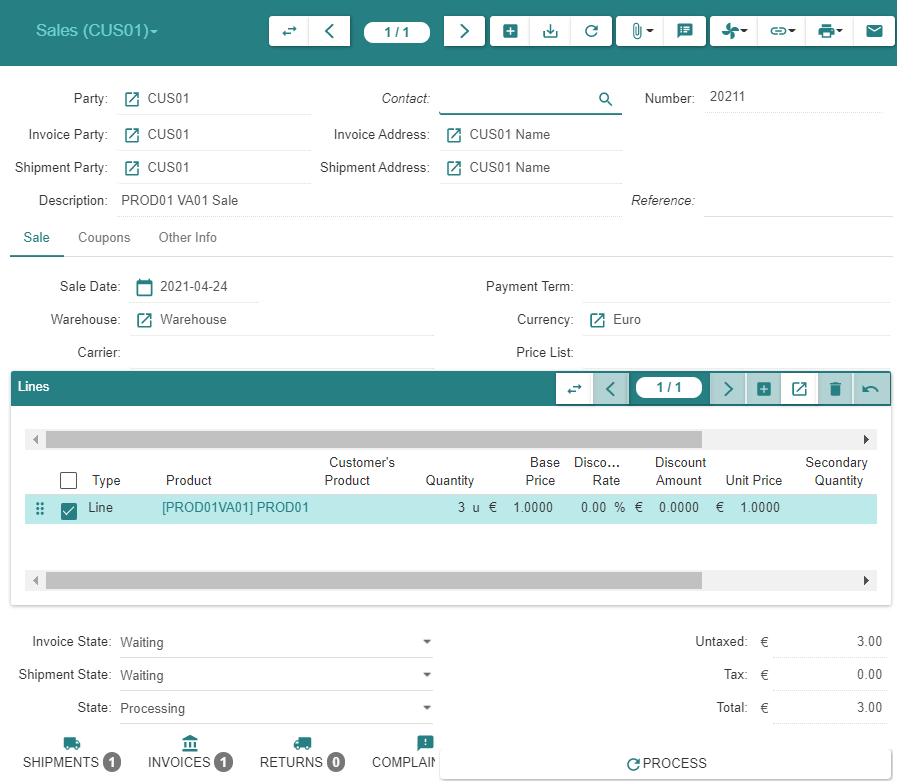 Sales (CUS01)
1 / 1
Party: CUS01 Contact: Number: 20211
Invoice Party: CUS01 Invoice Address: CUS01 Name
Shipment Party: CUS01 Shipment Address: CUS01 Name
Description: PROD01 VA01 Sale Reference:
Sale Coupons Other Info
Sale Date: 2021-04-24 Payment Term:
Warehouse: Warehouse Currency: Euro
Carrier: Price List:
Lines 1 / 1
Type Product Customer's Product Quantity Base Price Disco... Rate Discount Amount Unit Price Secondary Quantity
Line [PROD01VA01] PROD01 3 u € 1.0000 0.00 % € 0.0000 € 1.0000
Invoice State: Waiting Untaxed: € 3.00
Shipment State: Waiting Tax: € 0.00
State: Processing Total: € 3.00
SHIPMENTS 1 INVOICES 1 RETURNS 0 COMPLAIN PROCESS